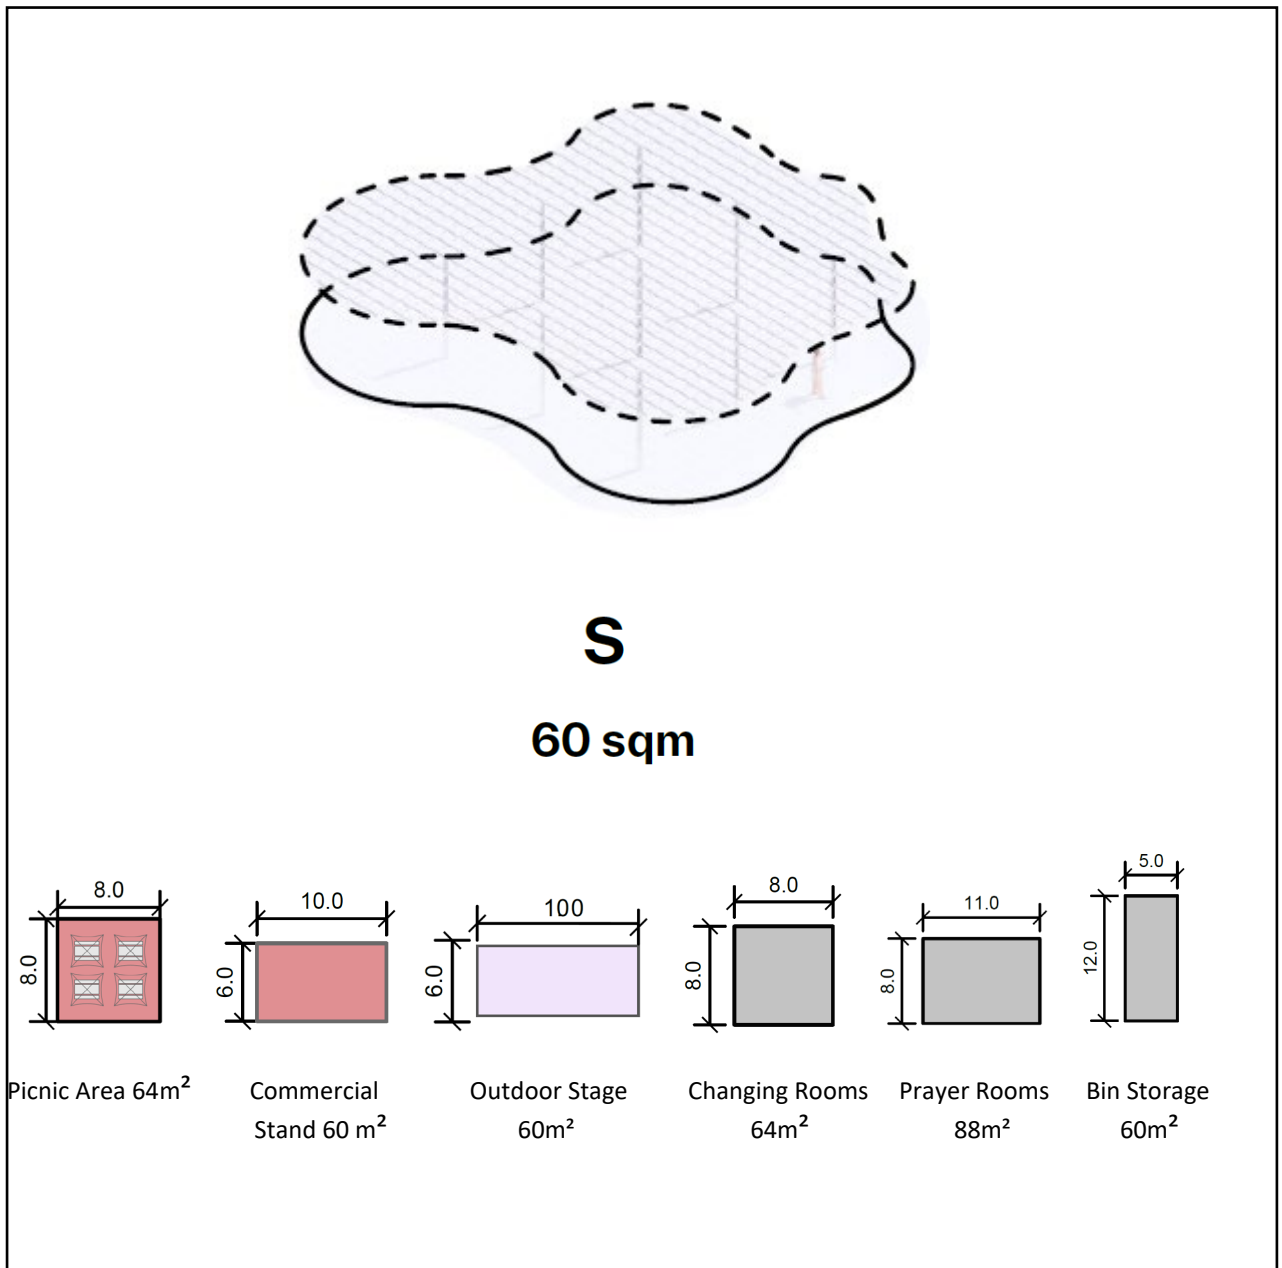 S
60 sqm
8.0
8.0
10.0
6.0
100
6.0
8.0
8.0
11.0
8.0
5.0
12.0
Picnic Area 64m²
Commercial
Stand 60 m²
Outdoor Stage
60m²
Changing Rooms
64m²
Prayer Rooms
88m²
Bin Storage
60m²